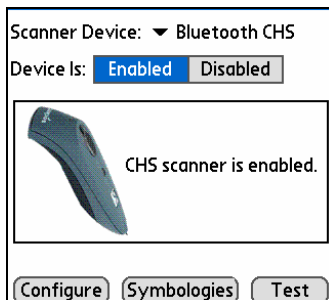 Scanner Device: Bluetooth CHS
Device Is: Enabled Disabled
CHS scanner is enabled.
Configure Symbologies Test